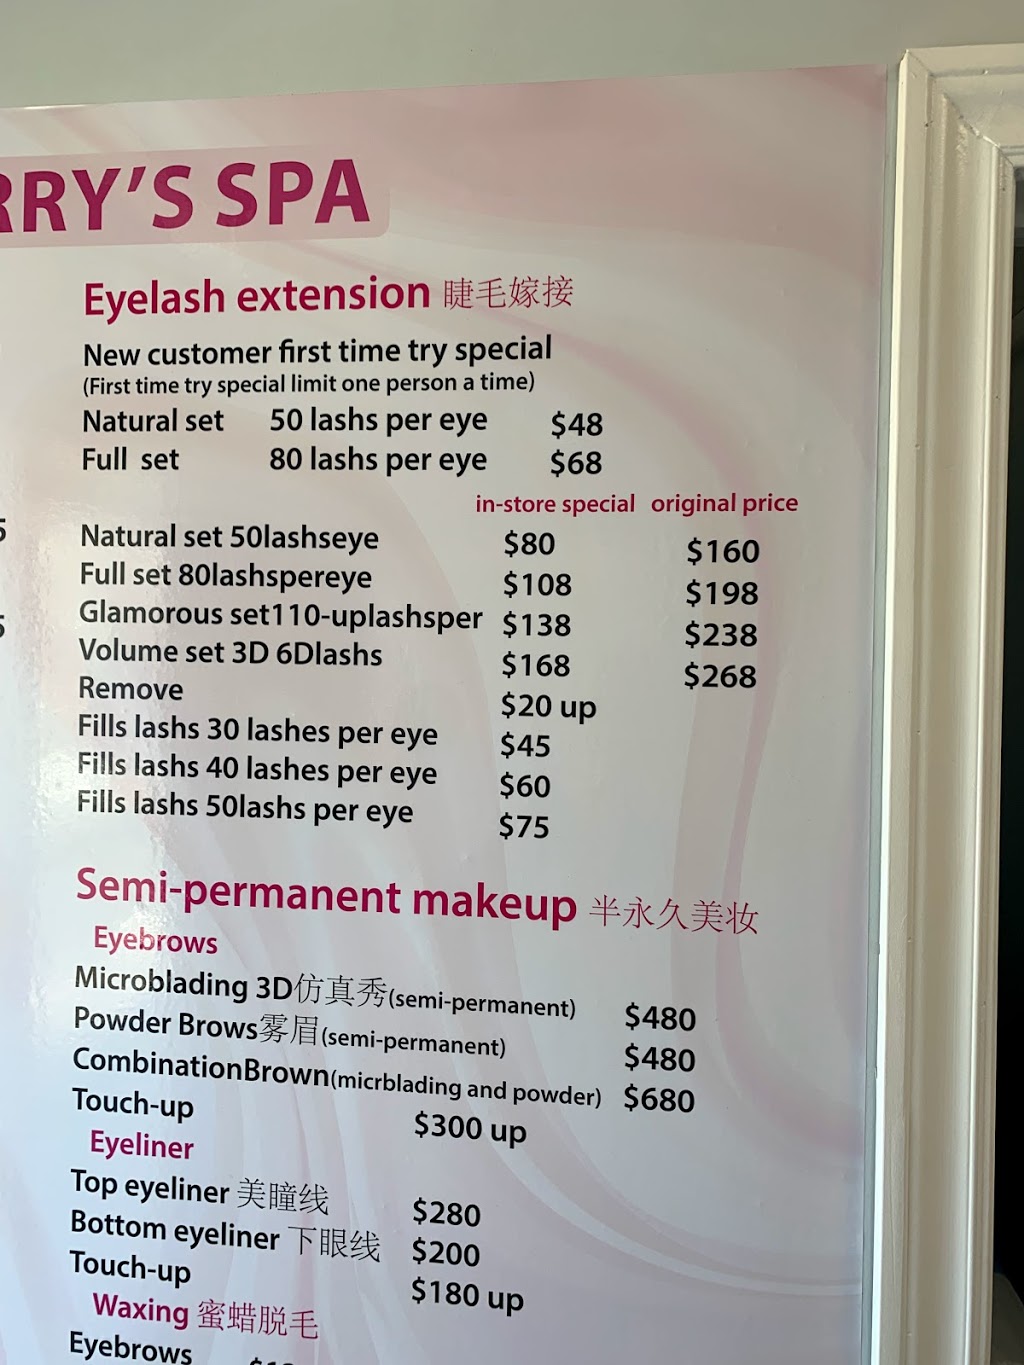 RRY'S SPA
Eyelash extension 睫毛嫁接
New customer first time try special
(First time try special limit one person a time)
Natural set 50 lashs per eye $48
Full set 80 lashs per eye $68
in-store special original price
Natural set 50lashseye $80 $160
Full set 80lashspereye $108 $198
Glamorous set110-uplashsper $138 $238
Volume set 3D 6Dlashs $168 $268
Remove $20 up
Fills lashs 30 lashes per eye $45
Fills lashs 40 lashes per eye $60
Fills lashs 50lashs per eye $75
Semi-permanent makeup 半永久美妆
Eyebrows
Microblading 3D仿真秀(semi-permanent) $480
Powder Brows雾眉(semi-permanent) $480
CombinationBrown(micrblading and powder) $680
Touch-up $300 up
Eyeliner
Top eyeliner 美瞳线 $280
Bottom eyeliner 下眼线 $200
Touch-up $180 up
Waxing 蜜蜡脱毛
Eyebrows